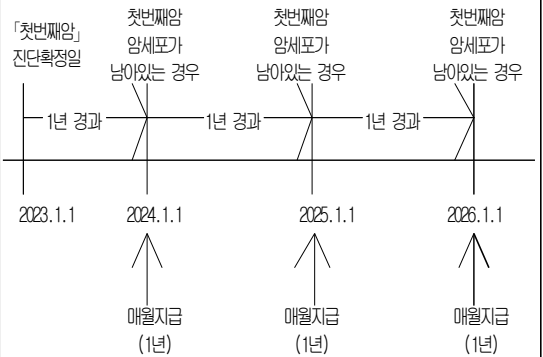 「첫번째암」
진단확정일
첫번째암
암세포가
남아있는 경우
첫번째암
암세포가
남아있는 경우
첫번째암
암세포가
남아있는 경우
1년 경과
1년 경과
1년 경과
2023.1.1
2024.1.1
2025.1.1
2026.1.1
매월지급
(1년)
매월지급
(1년)
매월지급
(1년)